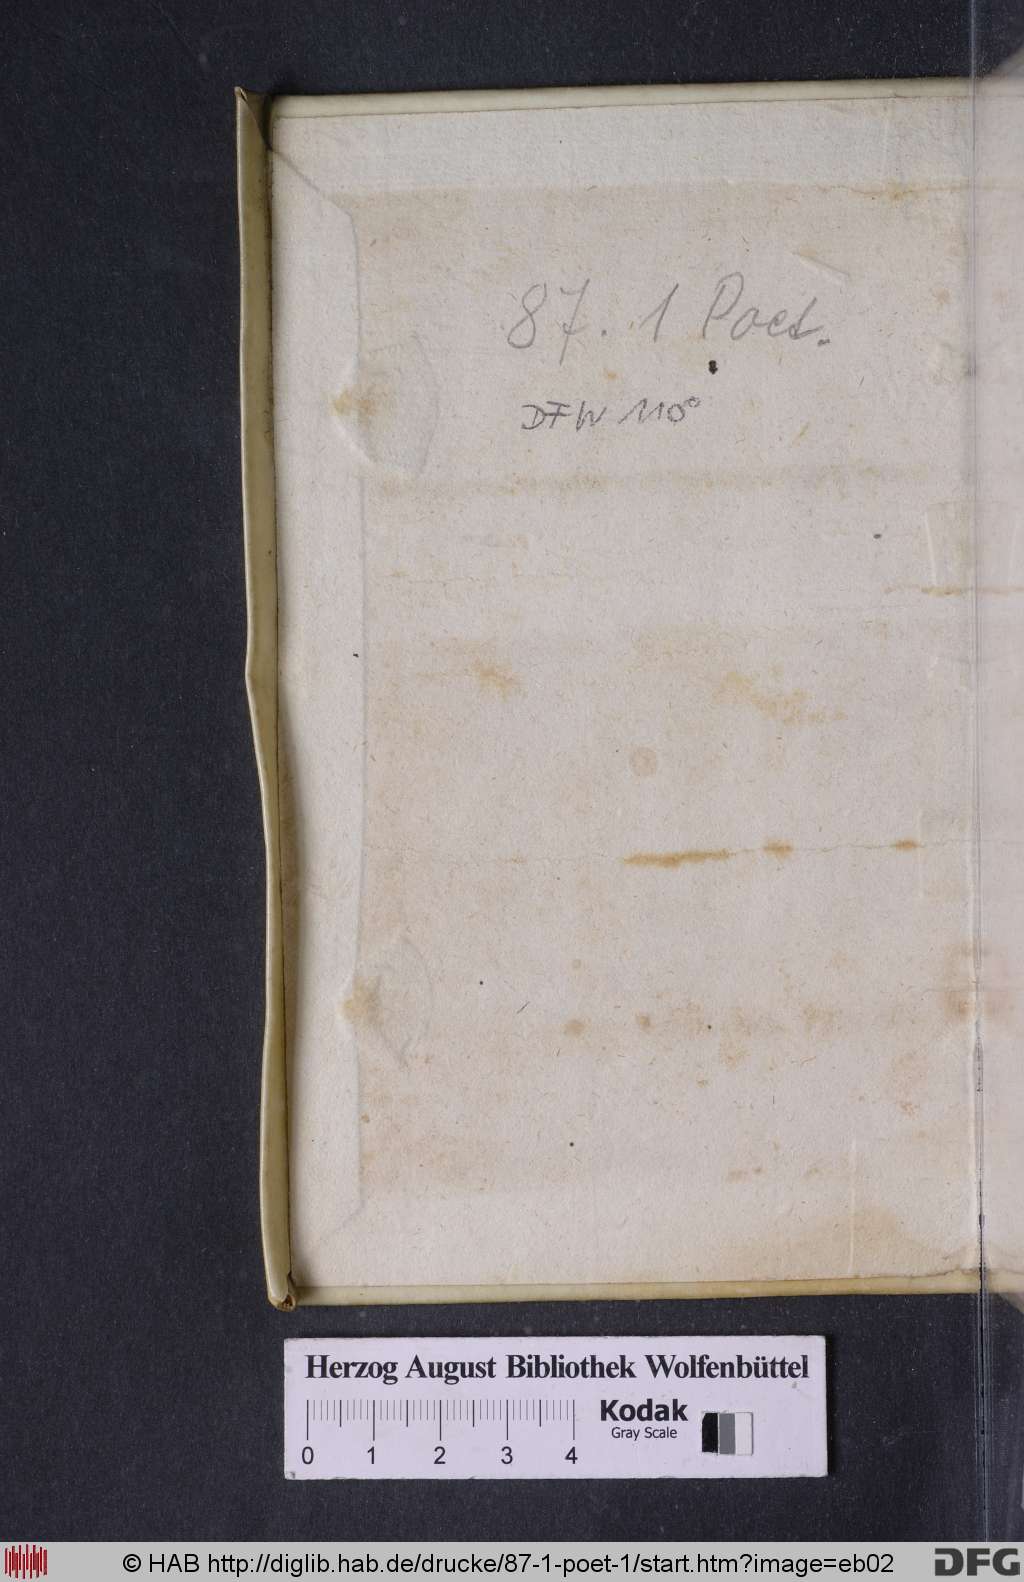 87. 1 Poet.
DFW 110°
Herzog August Bibliothek Wolfenbüttel
Kodak
Gray Scale
0 1 2 3 4
© HAB http://diglib.hab.de/drucke/87-1-poet-1/start.htm?image=eb02
DFG